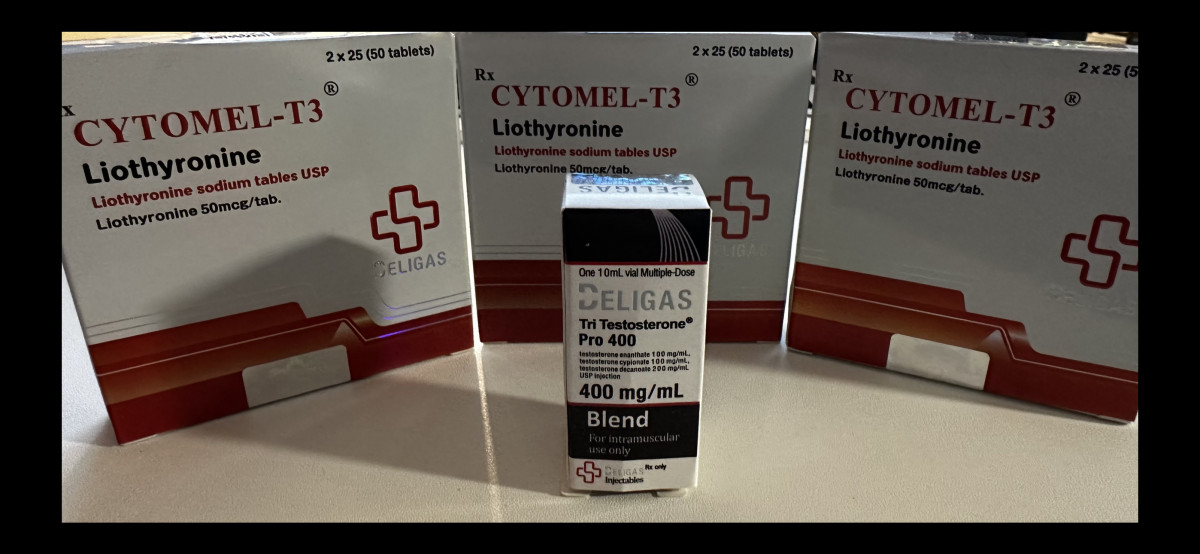 2 x 25 (50 tablets)
CYTOMEL-T3®
Liothyronine
Liothyronine sodium tables USP
Liothyronine 50mcg/tab.
DELIGAS
2 x 25 (50 tablets)
Rx
CYTOMEL-T3®
Liothyronine
Liothyronine sodium tables USP
Liothyronine 50mcg/tab.
ELIGAS
2 x 25 (5
Rx
CYTOMEL-T3®
Liothyronine
Liothyronine sodium tables USP
Liothyronine 50mcg/tab.
DELIGAS
One 10mL vial Multiple-Dose
DELIGAS
Tri Testosterone®
Pro 400
testosterone enanthate 100 mg/mL,
testosterone cypionate 100 mg/mL,
testosterone decanoate 200 mg/mL
USP injection
400 mg/mL
Blend
For intramuscular
use only
DELIGAS Rx only
Injectables